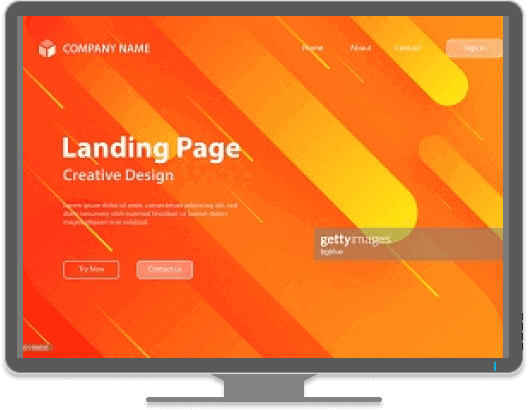 COMPANY NAME
Home About Contact Sign in
Landing Page
Creative Design
Lorem ipsum dolor sit amet, consectetuer adipiscing elit, sed
diam nonummy nibh euismod tincidunt ut laoreet dolore
magna aliquam erat volutpat.
gettyimages
Try Now Contact us